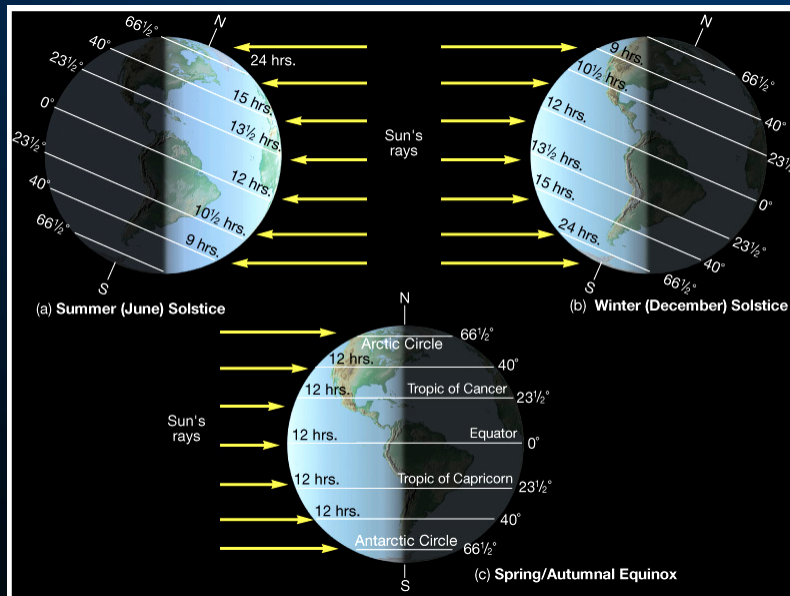 N
66½°
40°
23½°
0°
23½°
40°
66½°
24 hrs.
15 hrs.
13½ hrs.
12 hrs.
10½ hrs.
9 hrs.
S
(a) Summer (June) Solstice
Sun's
rays
N
9 hrs.
10½ hrs.
12 hrs.
13½ hrs.
15 hrs.
24 hrs.
66½°
40°
23½°
0°
23½°
40°
66½°
S
(b) Winter (December) Solstice
Sun's
rays
N
Arctic Circle 66½°
12 hrs. 40°
12 hrs. Tropic of Cancer 23½°
12 hrs. Equator 0°
12 hrs. Tropic of Capricorn 23½°
12 hrs. 40°
Antarctic Circle 66½°
S
(c) Spring/Autumnal Equinox